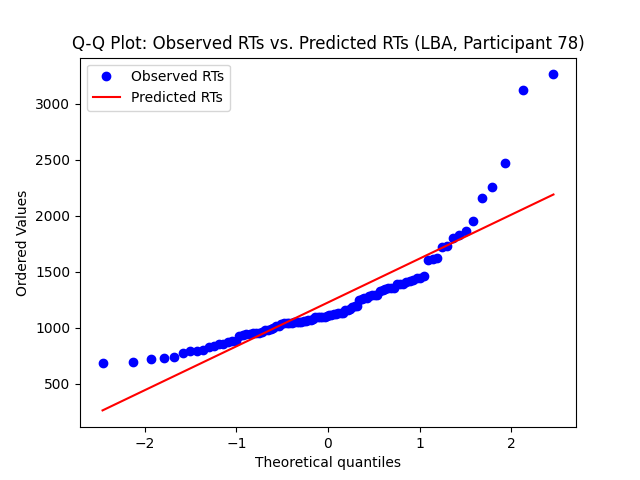 Q-Q Plot: Observed RTs vs. Predicted RTs (LBA, Participant 78)
Observed RTs
Predicted RTs
3000
2500
2000
1500
1000
500
Ordered Values
−2
−1
0
1
2
Theoretical quantiles